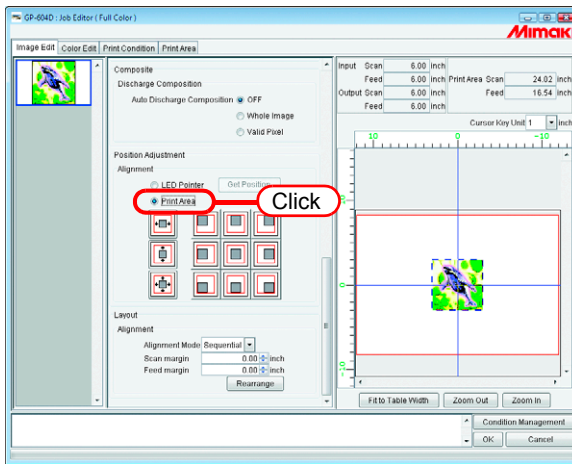 GP-604D : Job Editor ( Full Color )
Mimaki
Image Edit Color Edit Print Condition Print Area
Composite
Discharge Composition
Auto Discharge Composition OFF
Whole Image
Valid Pixel
Position Adjustment
Alignment
LED Pointer Get Position
Print Area
Click
Layout
Alignment
Alignment Mode Sequential
Scan margin 0.00 inch
Feed margin 0.00 inch
Rearrange
Input Scan 6.00 inch
Feed 6.00 inch Print Area Scan 24.02 inch
Output Scan 6.00 inch Feed 16.54 inch
Feed 6.00 inch
Cursor Key Unit 1 inch
10 0 -10
0
Fit to Table Width Zoom Out Zoom In
Condition Management
OK Cancel